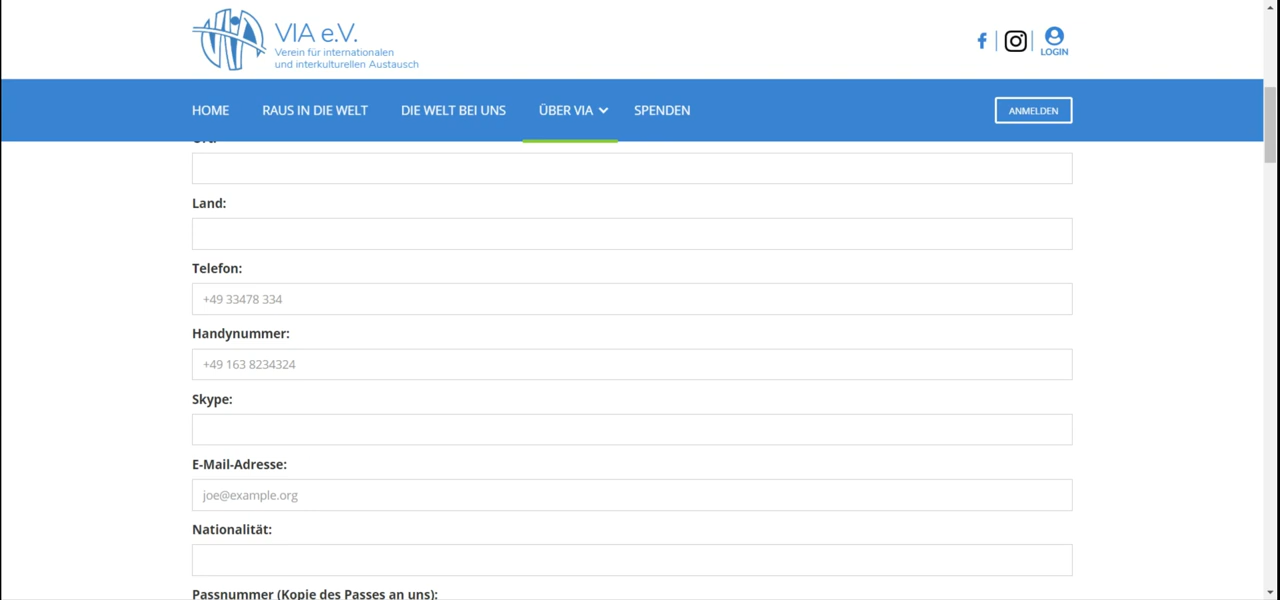 VIA e.V.
Verein für internationalen
und interkulturellen Austausch
LOGIN
HOME RAUS IN DIE WELT DIE WELT BEI UNS ÜBER VIA SPENDEN ANMELDEN
Land:
Telefon:
+49 33478 334
Handynummer:
+49 163 8234324
Skype:
E-Mail-Adresse:
joe@example.org
Nationalität:
Passnummer (Kopie des Passes an uns):